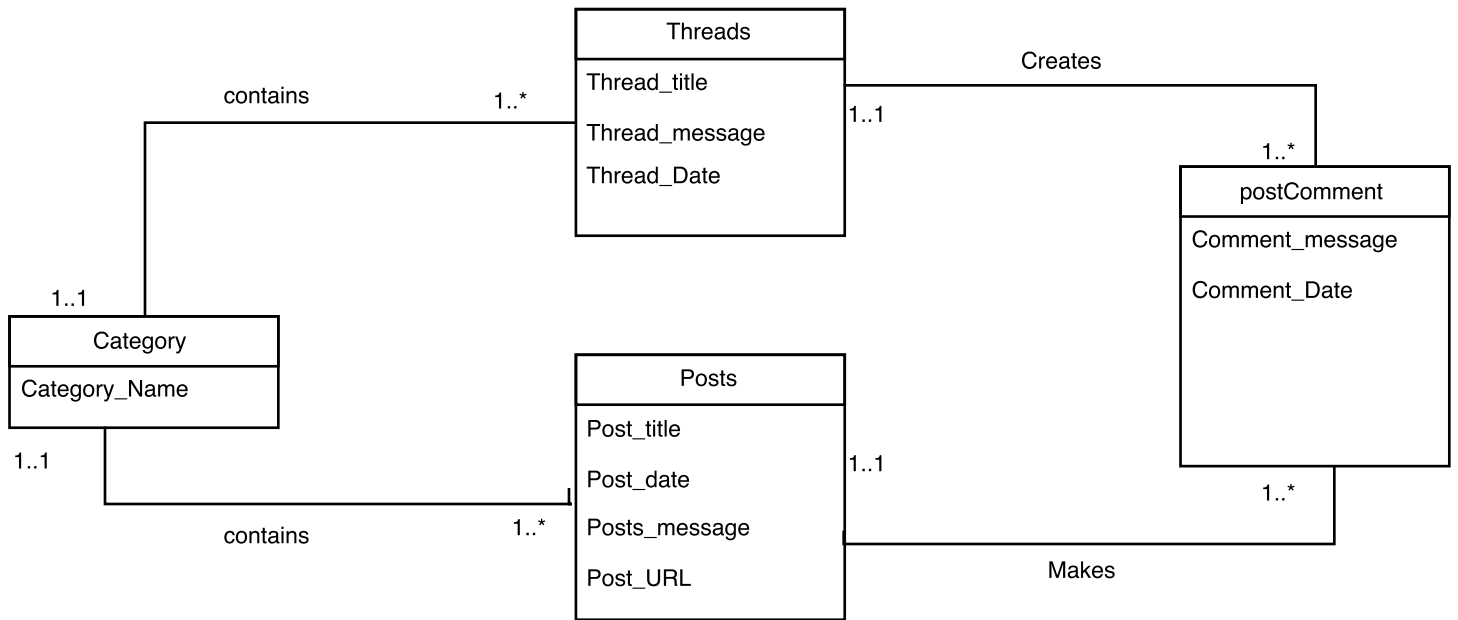 Threads
Thread_title
Thread_message
Thread_Date
contains
1..*
1..1
Creates
1..1
1..*
postComment
Comment_message
Comment_Date
Category
Category_Name
1..1
contains
1..*
Posts
Post_title
Post_date
Posts_message
Post_URL
1..1
1..*
Makes